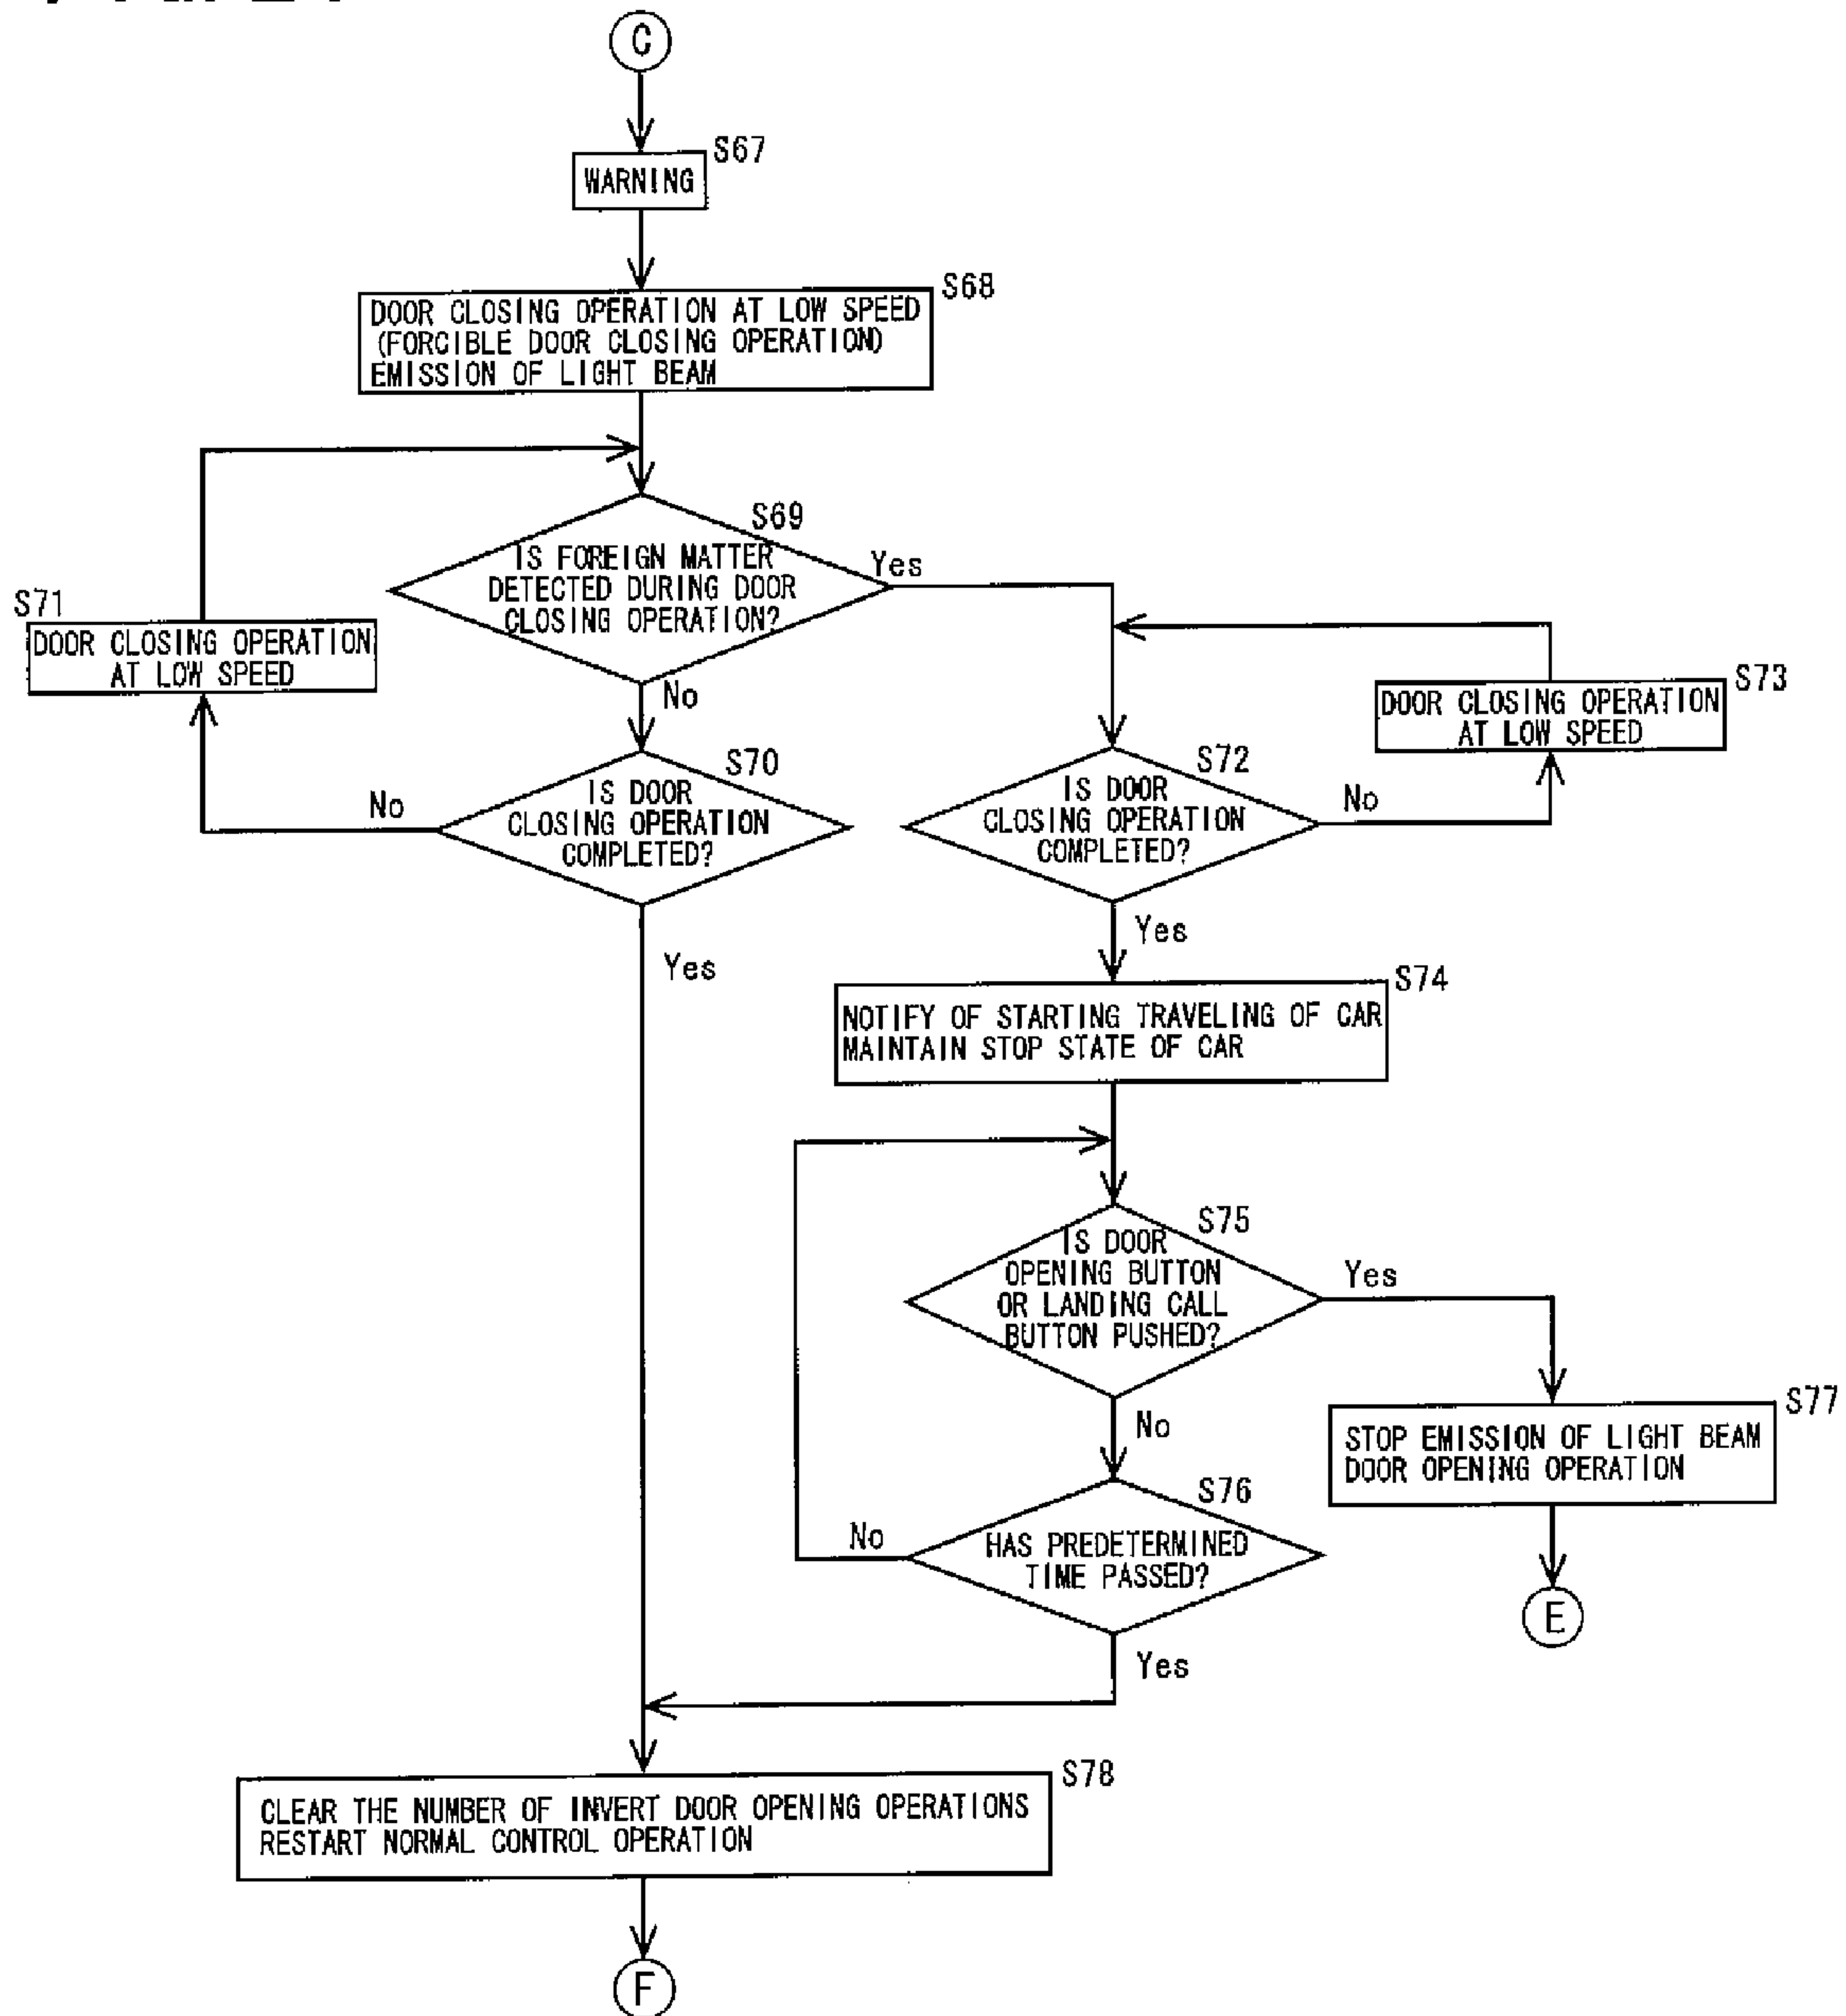 C
S67
WARNING
S68
DOOR CLOSING OPERATION AT LOW SPEED
(FORCIBLE DOOR CLOSING OPERATION)
EMISSION OF LIGHT BEAM
S69
IS FOREIGN MATTER
DETECTED DURING DOOR
CLOSING OPERATION?
Yes
No
S71
DOOR CLOSING OPERATION
AT LOW SPEED
S70
IS DOOR
CLOSING OPERATION
COMPLETED?
No
Yes
S73
DOOR CLOSING OPERATION
AT LOW SPEED
S72
IS DOOR
CLOSING OPERATION
COMPLETED?
No
Yes
S74
NOTIFY OF STARTING TRAVELING OF CAR
MAINTAIN STOP STATE OF CAR
S75
IS DOOR
OPENING BUTTON
OR LANDING CALL
BUTTON PUSHED?
Yes
No
S77
STOP EMISSION OF LIGHT BEAM
DOOR OPENING OPERATION
E
S76
HAS PREDETERMINED
TIME PASSED?
No
Yes
S78
CLEAR THE NUMBER OF INVERT DOOR OPENING OPERATIONS
RESTART NORMAL CONTROL OPERATION
F